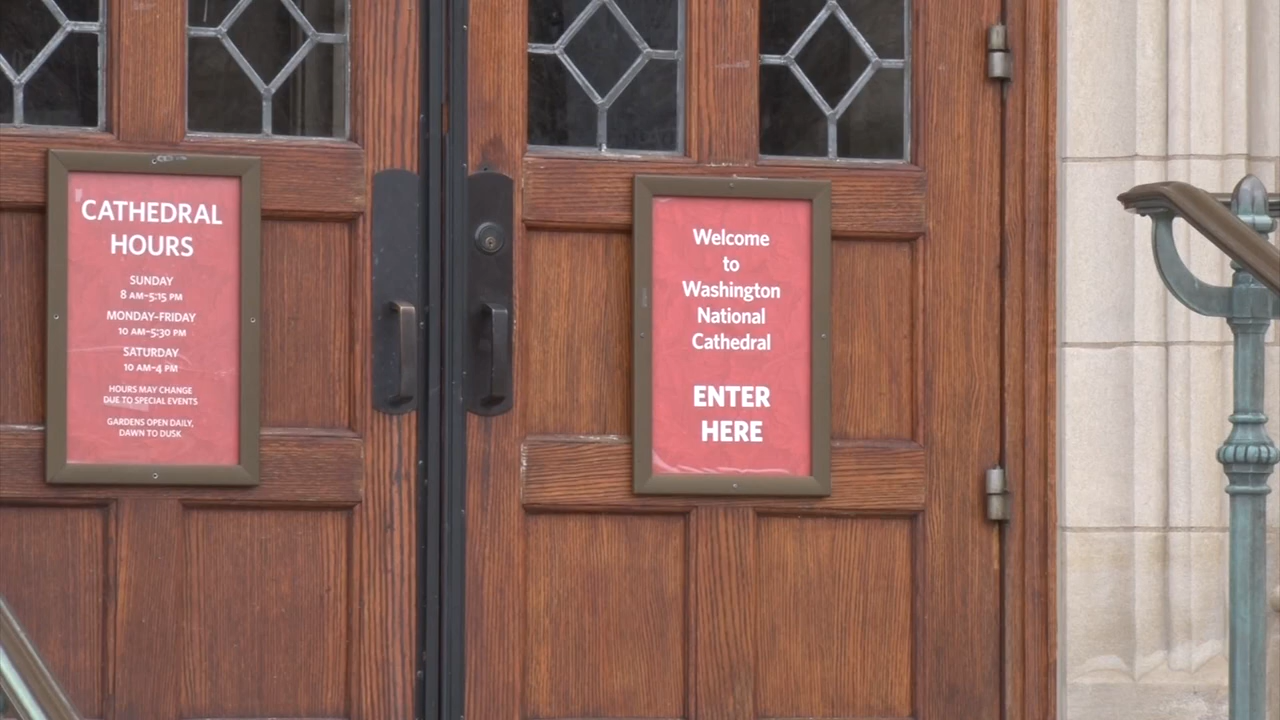 CATHEDRAL
HOURS
SUNDAY
8 AM–5:15 PM
MONDAY–FRIDAY
10 AM–5:30 PM
SATURDAY
10 AM–4 PM
HOURS MAY CHANGE
DUE TO SPECIAL EVENTS
GARDENS OPEN DAILY,
DAWN TO DUSK
Welcome
to
Washington
National
Cathedral
ENTER
HERE